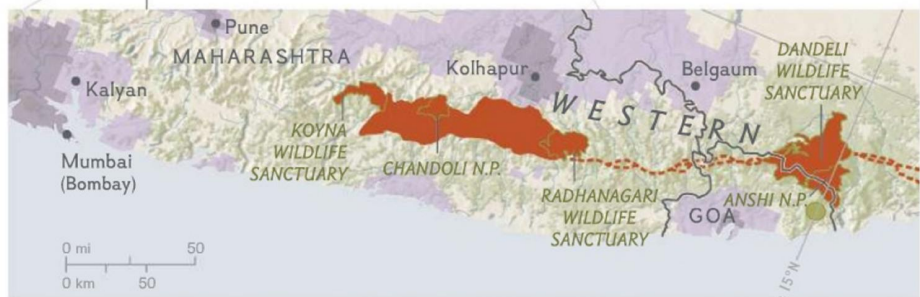 Pune
MAHARASHTRA
Kalyan
Mumbai
(Bombay)
Kolhapur
Belgaum
DANDELI
WILDLIFE
SANCTUARY
WESTERN
KOYNA
WILDLIFE
SANCTUARY
CHANDOLI N.P.
RADHANAGARI
WILDLIFE
SANCTUARY
ANSHI N.P.
GOA
0 mi 50
0 km 50
15°N